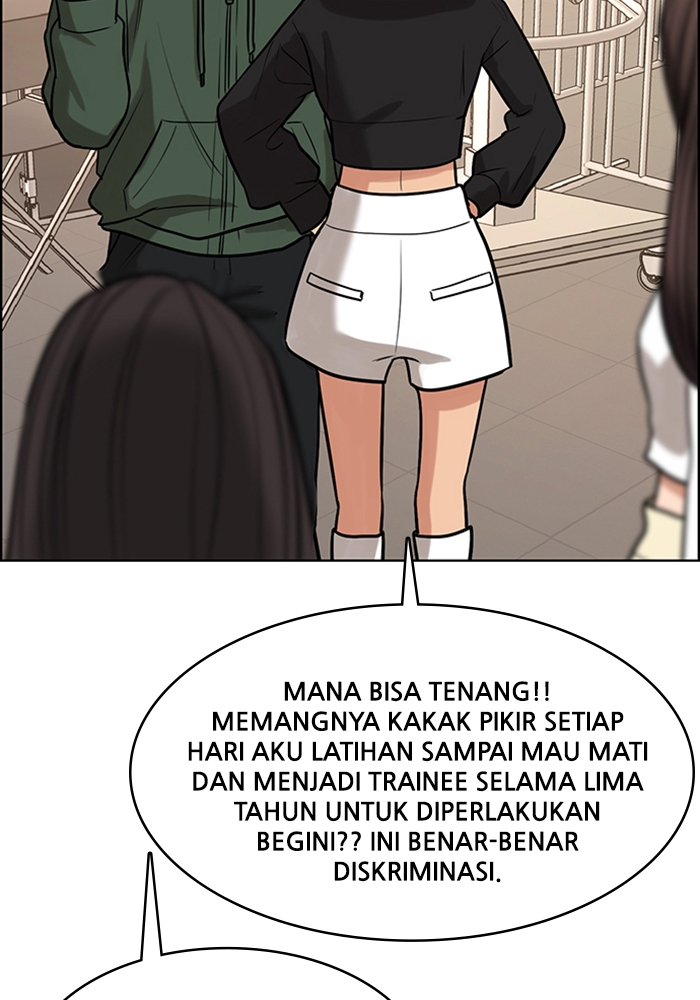 MANA BISA TENANG!!
MEMANGNYA KAKAK PIKIR SETIAP
HARI AKU LATIHAN SAMPAI MAU MATI
DAN MENJADI TRAINEE SELAMA LIMA
TAHUN UNTUK DIPERLAKUKAN
BEGINI?? INI BENAR-BENAR
DISKRIMINASI.